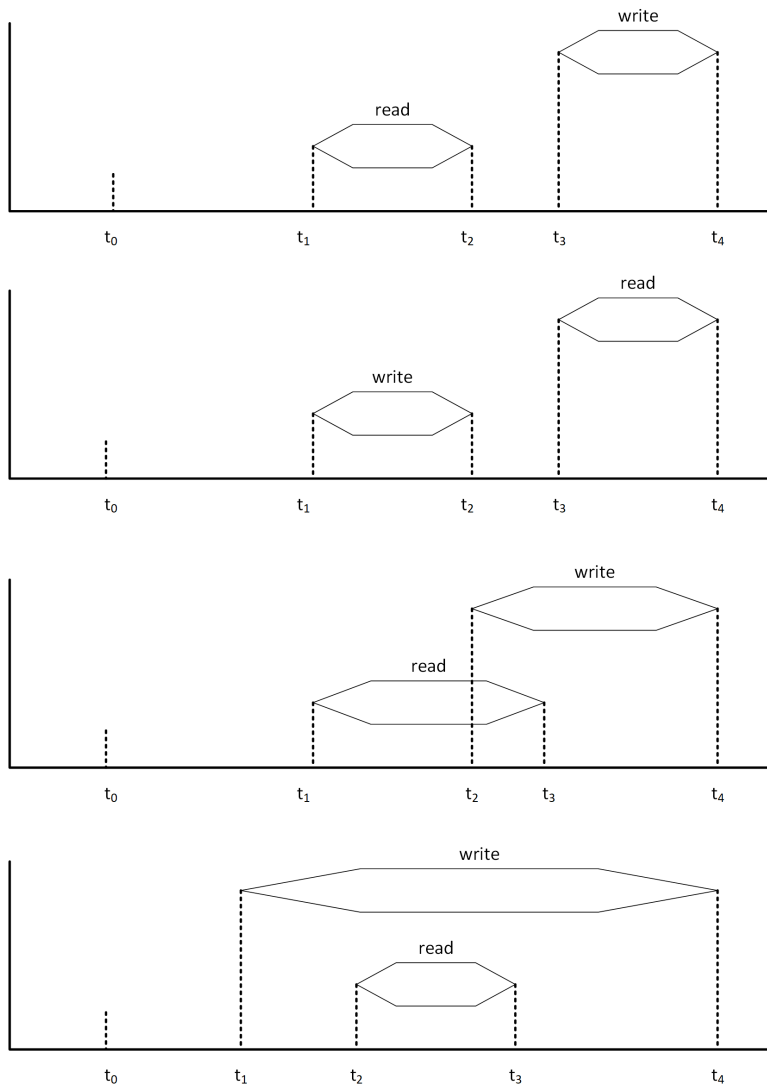 write
read
t₀ t₁ t₂ t₃ t₄
read
write
t₀ t₁ t₂ t₃ t₄
write
read
t₀ t₁ t₂ t₃ t₄
write
read
t₀ t₁ t₂ t₃ t₄